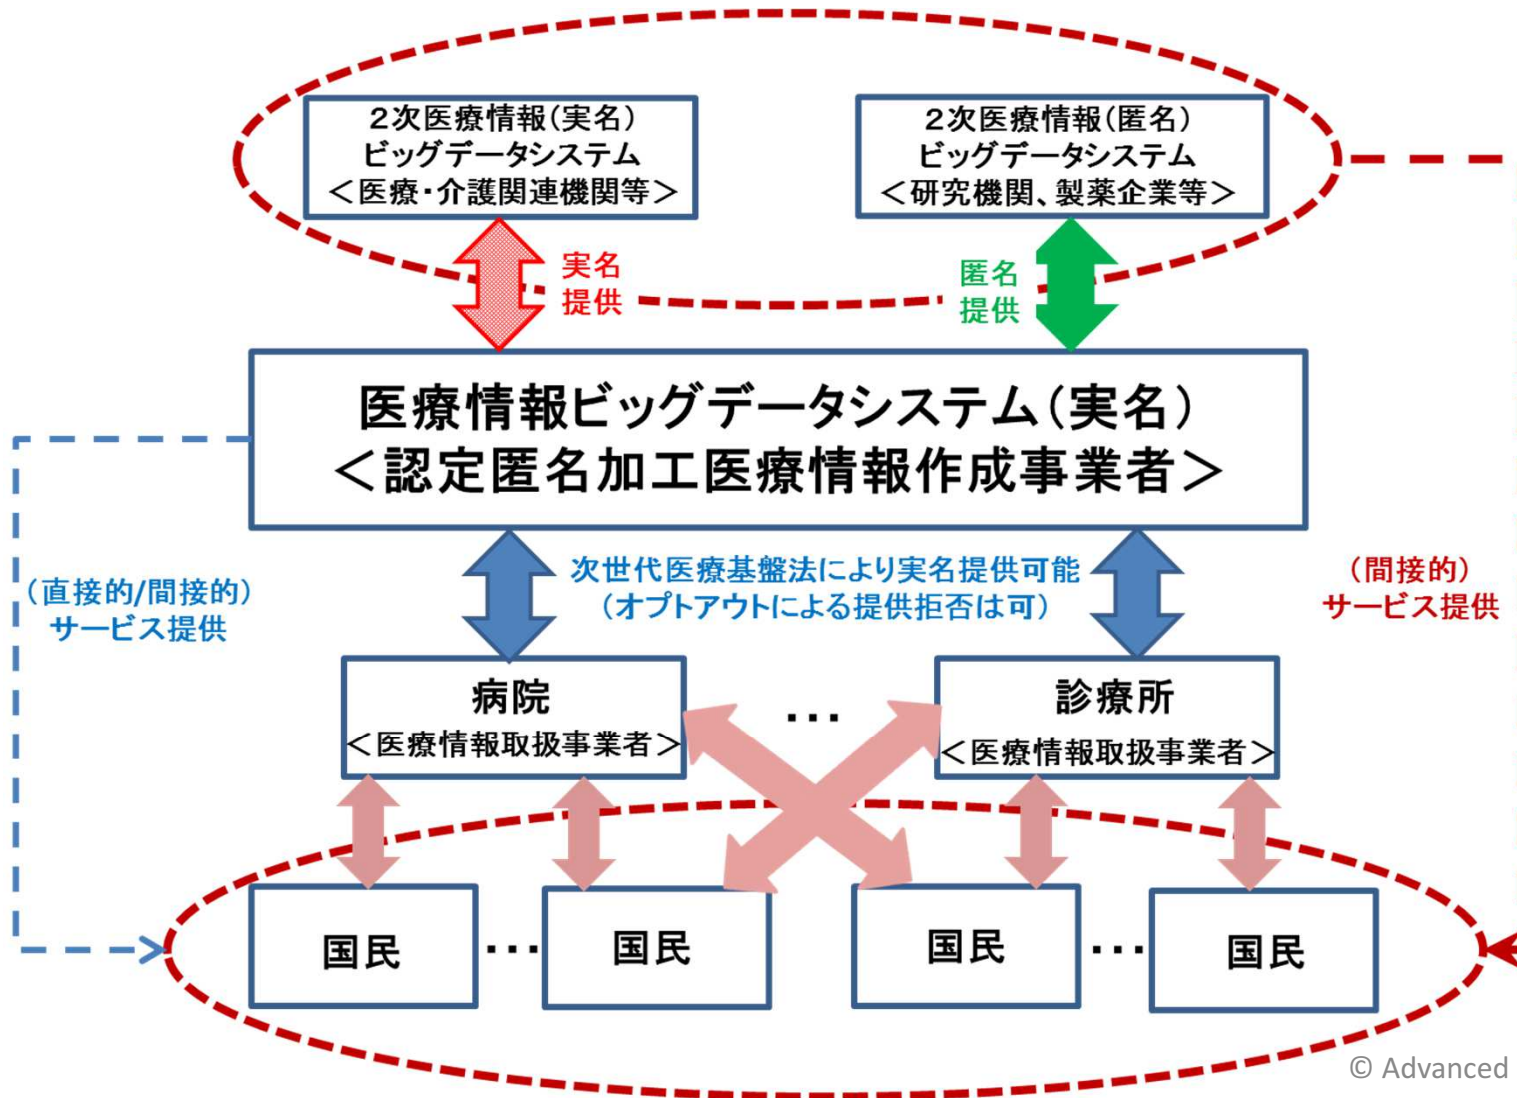 2次医療情報(実名)
ビッグデータシステム
<医療・介護関連機関等>
2次医療情報(匿名)
ビッグデータシステム
<研究機関、製薬企業等>
実名
提供
匿名
提供
医療情報ビッグデータシステム(実名)
<認定匿名加工医療情報作成事業者>
(直接的/間接的)
サービス提供
次世代医療基盤法により実名提供可能
(オプトアウトによる提供拒否は可)
(間接的)
サービス提供
病院
<医療情報取扱事業者>
...
診療所
<医療情報取扱事業者>
国民
...
国民
国民
...
国民
© Advanced